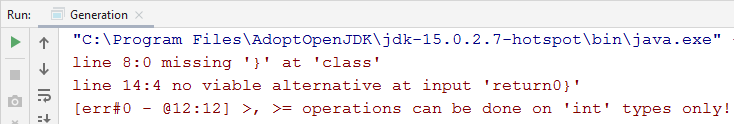 Run: Generation
"C:\Program Files\AdoptOpenJDK\jdk-15.0.2.7-hotspot\bin\java.exe"
line 8:0 missing '}' at 'class'
line 14:4 no viable alternative at input 'return0}'
[err#0 - @12:12] >, >= operations can be done on 'int' types only!